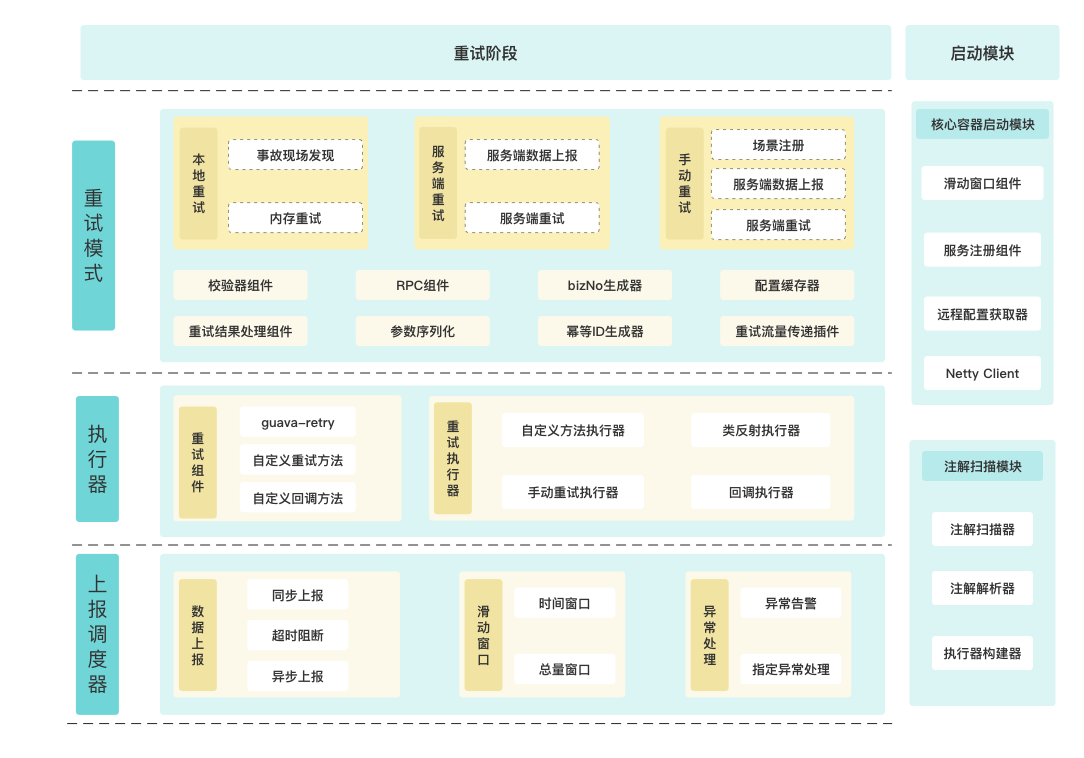 重试阶段
启动模块
重试模式
本地重试
事故现场发现
内存重试
服务端重试
服务端数据上报
服务端重试
手动重试
场景注册
服务端数据上报
服务端重试
校验器组件
RPC组件
bizNo生成器
配置缓存器
重试结果处理组件
参数序列化
幂等ID生成器
重试流量传递插件
执行器
重试组件
guava-retry
自定义重试方法
自定义回调方法
重试执行器
自定义方法执行器
类反射执行器
手动重试执行器
回调执行器
上报调度器
数据上报
同步上报
超时阻断
异步上报
滑动窗口
时间窗口
总量窗口
异常处理
异常告警
指定异常处理
核心容器启动模块
滑动窗口组件
服务注册组件
远程配置获取器
Netty Client
注解扫描模块
注解扫描器
注解解析器
执行器构建器